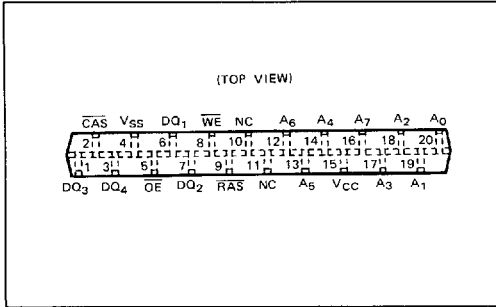 (TOP VIEW)
CAS VSS DQ1 WE NC A6 A4 A7 A2 A0
2 4 6 8 10 12 14 16 18 20
1 3 5 7 9 11 13 15 17 19
DQ3 DQ4 OE DQ2 RAS NC A5 VCC A3 A1